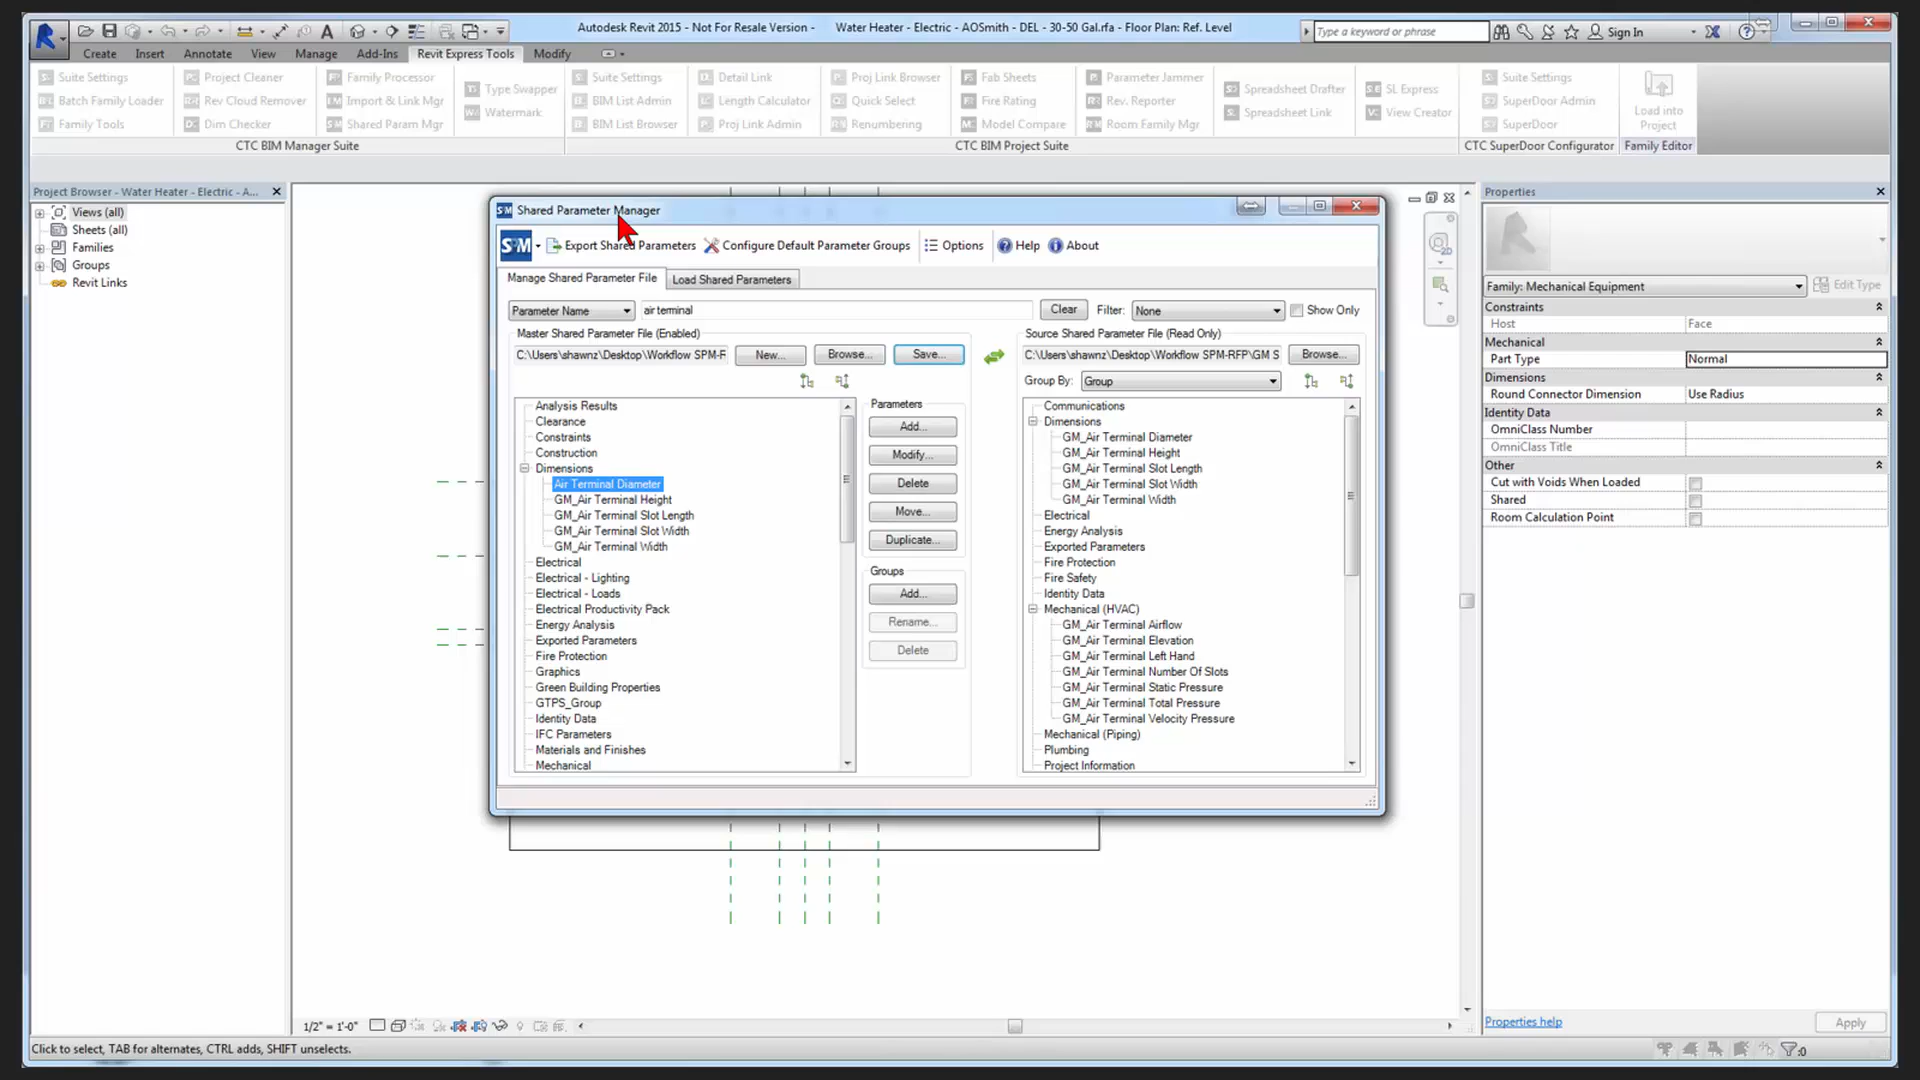 Autodesk Revit 2015 - Not For Resale Version -    Water Heater - Electric - AOSmith - DEL - 30-50 Gal.rfa - Floor Plan: Ref. Level
Type a keyword or phrase
Sign In
Create Insert Annotate View Manage Add-Ins Revit Express Tools Modify
Suite Settings Project Cleaner Family Processor Type Swapper Suite Settings Detail Link Proj Link Browser Fab Sheets Parameter Jammer Spreadsheet Drafter SL Express Suite Settings
Batch Family Loader Rev Cloud Remover Import & Link Mgr Watermark BIM List Admin Length Calculator Quick Select Fire Rating Rev. Reporter Spreadsheet Link View Creator SuperDoor Admin Load into
Family Tools Dim Checker Shared Param Mgr BIM List Browser Proj Link Admin Renumbering Model Compare Room Family Mgr SuperDoor Project
CTC BIM Manager Suite CTC BIM Project Suite CTC SuperDoor Configurator Family Editor
Project Browser - Water Heater - Electric - A...
Views (all)
Sheets (all)
Families
Groups
Revit Links
Shared Parameter Manager
SPM Export Shared Parameters Configure Default Parameter Groups Options Help About
Manage Shared Parameter File Load Shared Parameters
Parameter Name air terminal Clear Filter: None Show Only
Master Shared Parameter File (Enabled)
C:\Users\shawnz\Desktop\Workflow SPM-F New... Browse... Save...
Analysis Results
Clearance
Constraints
Construction
Dimensions
Air Terminal Diameter
GM_Air Terminal Height
GM_Air Terminal Slot Length
GM_Air Terminal Slot Width
GM_Air Terminal Width
Electrical
Electrical - Lighting
Electrical - Loads
Electrical Productivity Pack
Energy Analysis
Exported Parameters
Fire Protection
Graphics
Green Building Properties
GTPS_Group
Identity Data
IFC Parameters
Materials and Finishes
Mechanical
Parameters
Add...
Modify...
Delete
Move...
Duplicate...
Groups
Add...
Rename...
Delete
Source Shared Parameter File (Read Only)
C:\Users\shawnz\Desktop\Workflow SPM-RFP\GM S Browse...
Group By: Group
Communications
Dimensions
GM_Air Terminal Diameter
GM_Air Terminal Height
GM_Air Terminal Slot Length
GM_Air Terminal Slot Width
GM_Air Terminal Width
Electrical
Energy Analysis
Exported Parameters
Fire Protection
Fire Safety
Identity Data
Mechanical (HVAC)
GM_Air Terminal Airflow
GM_Air Terminal Elevation
GM_Air Terminal Left Hand
GM_Air Terminal Number Of Slots
GM_Air Terminal Static Pressure
GM_Air Terminal Total Pressure
GM_Air Terminal Velocity Pressure
Mechanical (Piping)
Plumbing
Project Information
Properties
Family: Mechanical Equipment Edit Type
Constraints
Host Face
Mechanical
Part Type Normal
Dimensions
Round Connector Dimension Use Radius
Identity Data
OmniClass Number
OmniClass Title
Other
Cut with Voids When Loaded
Shared
Room Calculation Point
Properties help Apply
1/2" = 1'-0"
Click to select, TAB for alternates, CTRL adds, SHIFT unselects.
:0